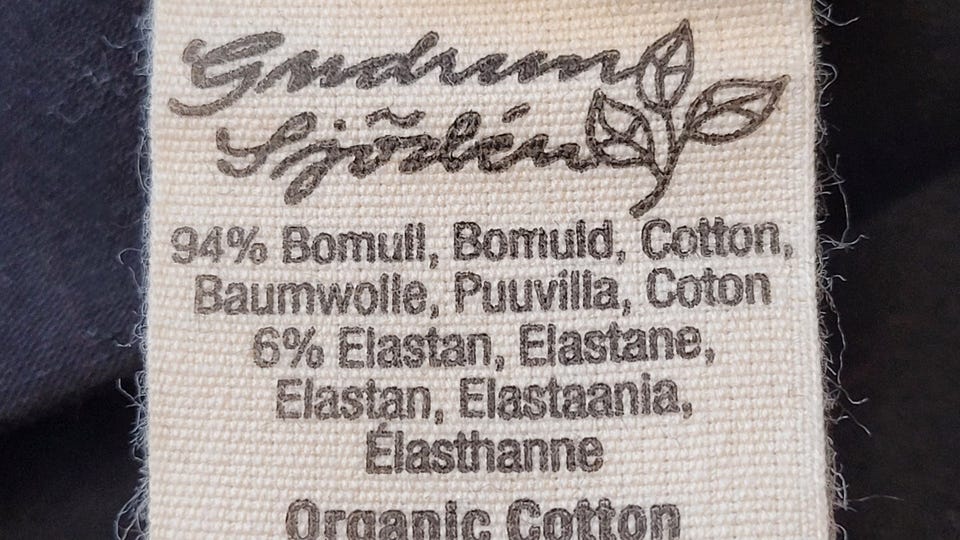 Gudrun
Sjödén
94% Bomull, Bomuld, Cotton,
Baumwolle, Puuvilla, Coton
6% Elastan, Elastane,
Elastan, Elastaania,
Élasthanne
Organic Cotton